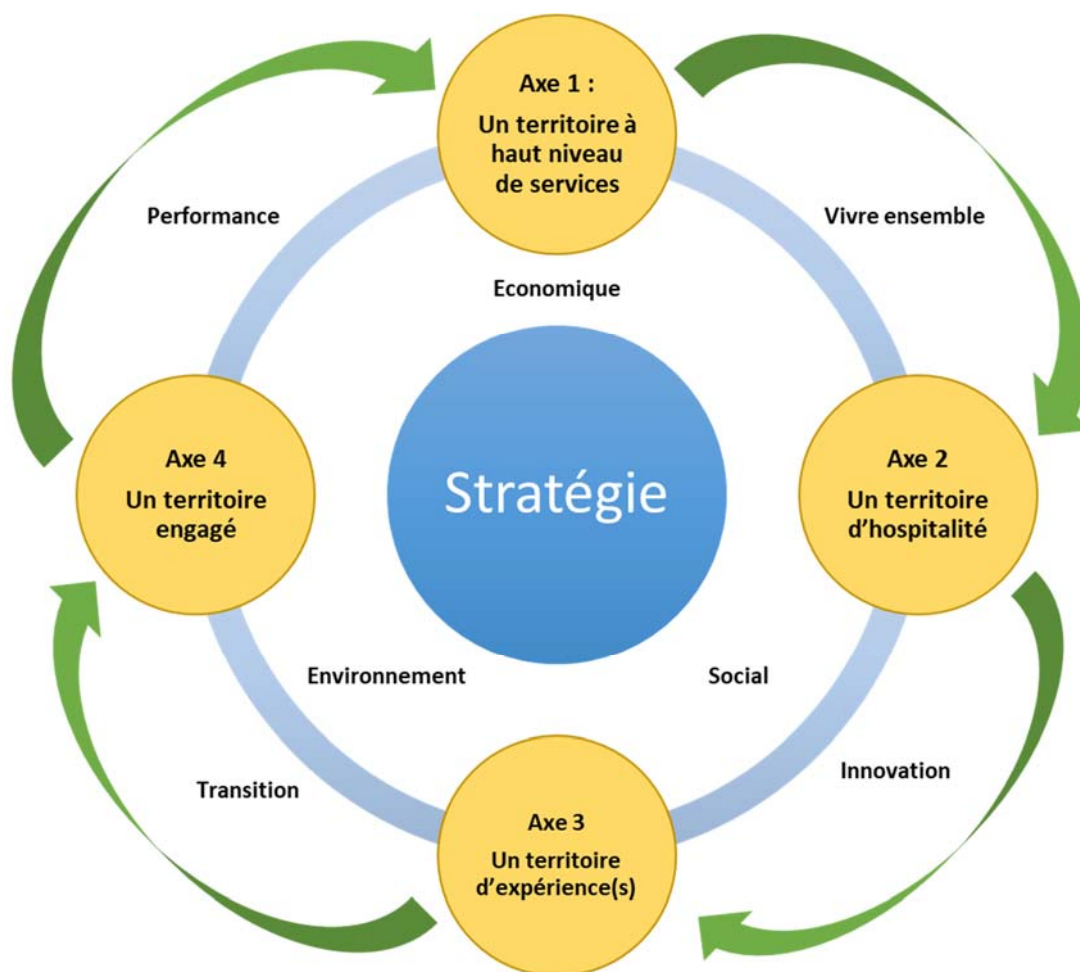 Axe 1 :
Un territoire à
haut niveau
de services
Performance
Vivre ensemble
Economique
Axe 4
Un territoire
engagé
Stratégie
Axe 2
Un territoire
d'hospitalité
Environnement
Social
Transition
Innovation
Axe 3
Un territoire
d'expérience(s)